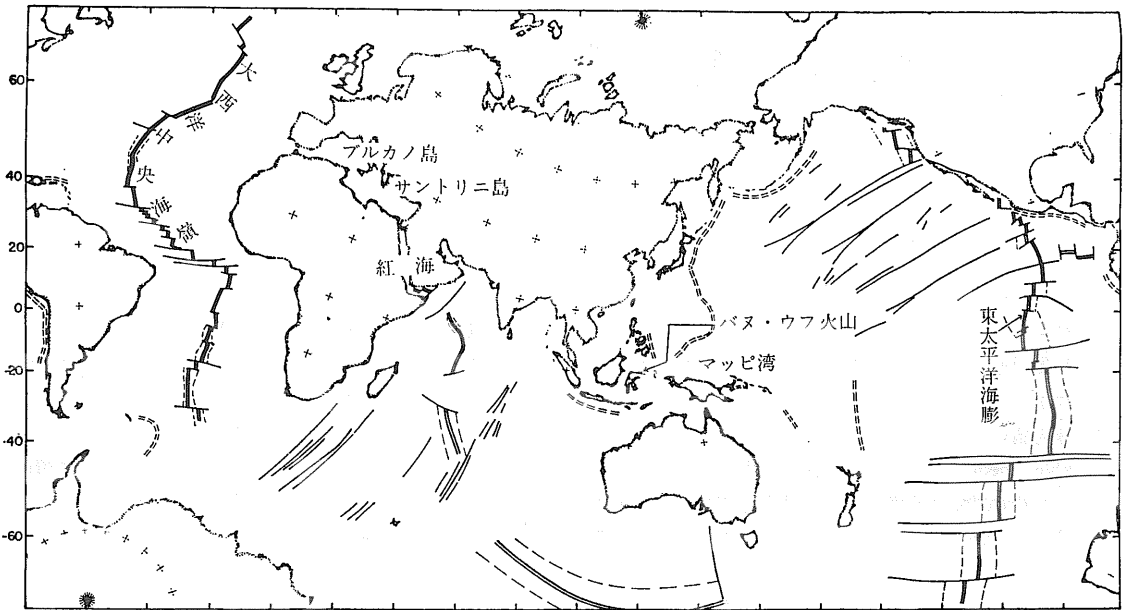 大西洋中央海嶺
ブルカノ島
サントリニ島
紅海
バヌ・ウフ火山
マッピ湾
東太平洋海膨
60
40
20
0
-20
-40
-60